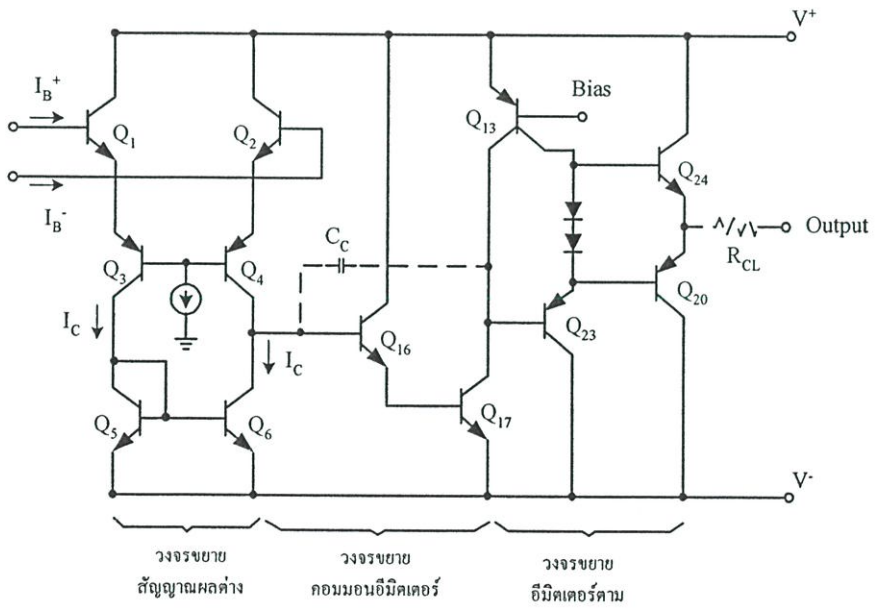 V⁺
I_B⁺
Q₁
Q₂
Q₁₃
Bias
Q₂₄
I_B⁻
Output
R_CL
C_C
Q₃
Q₄
Q₂₀
Q₂₃
I_C
Q₁₆
I_C
Q₁₇
Q₅
Q₆
V⁻
วงจรขยาย
สัญญาณผลต่าง
วงจรขยาย
คอมมอนอีมิตเตอร์
วงจรขยาย
อีมิตเตอร์ตาม